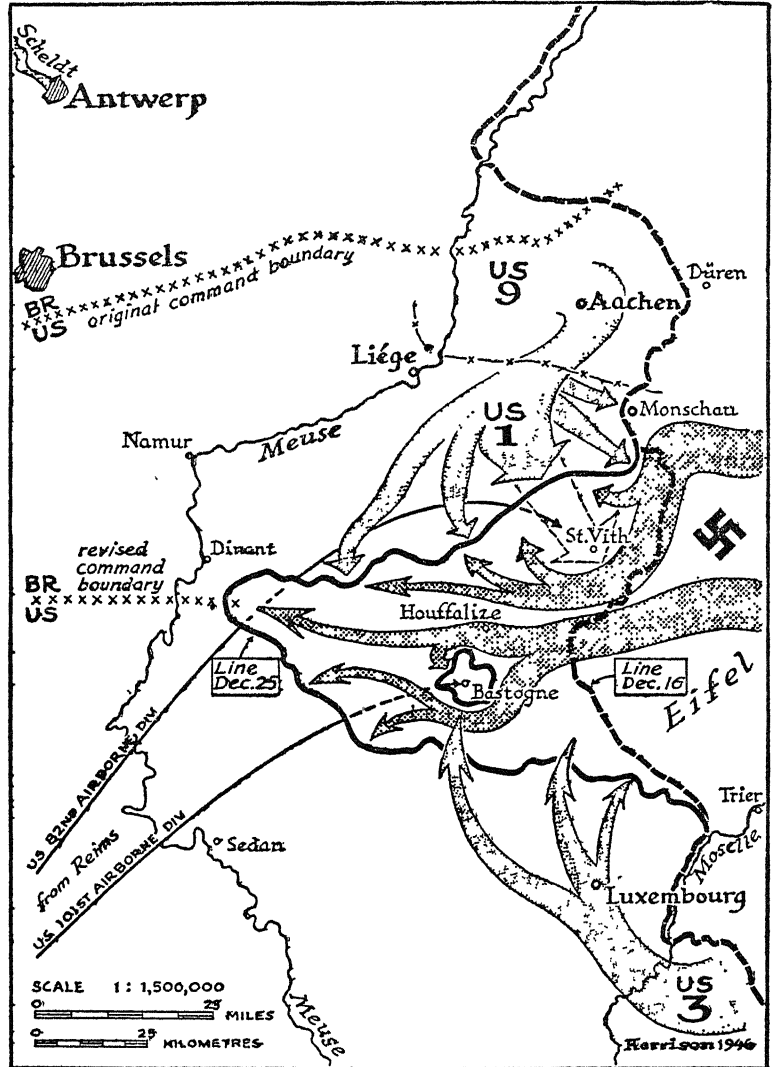 Scheldt
Antwerp
Brussels
BR
US
original command boundary
US
9
Düren
Aachen
Liége
US
1
Monschau
Namur
Meuse
St.Vith
revised
command
boundary
Dinant
BR
US
Houffalize
Line
Dec. 25
Bastogne
Line
Dec. 16
Eifel
US 82ND AIRBORNE DIV
from Reims
US 101ST AIRBORNE DIV
Sedan
Trier
Moselle
Luxembourg
US
3
Meuse
SCALE 1: 1,500,000
0 25
MILES
0 25
KILOMETRES
Harrison 1946